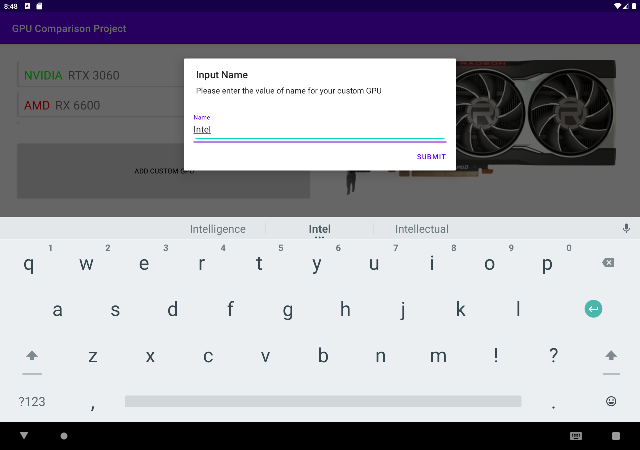 8:48
GPU Comparison Project
NVIDIA RTX 3060
AMD RX 6600
ADD CUSTOM GPU
Input Name
Please enter the value of name for your custom GPU
Name
Intel
SUBMIT
Intelligence Intel Intellectual
1 2 3 4 5 6 7 8 9 0
q w e r t y u i o p
a s d f g h j k l
z x c v b n m ! ?
?123 , .